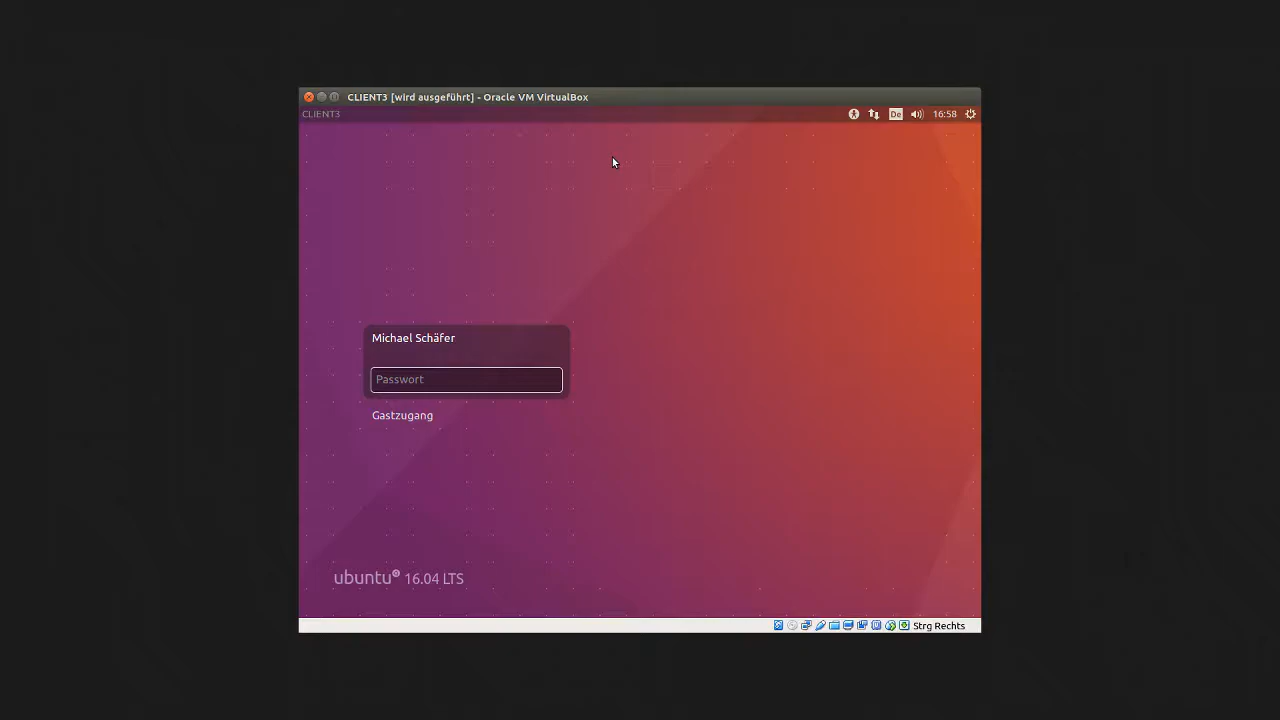 CLIENT3 [wird ausgeführt] - Oracle VM VirtualBox
CLIENT3 De 16:58
Michael Schäfer
Passwort
Gastzugang
ubuntu 16.04 LTS
Strg Rechts